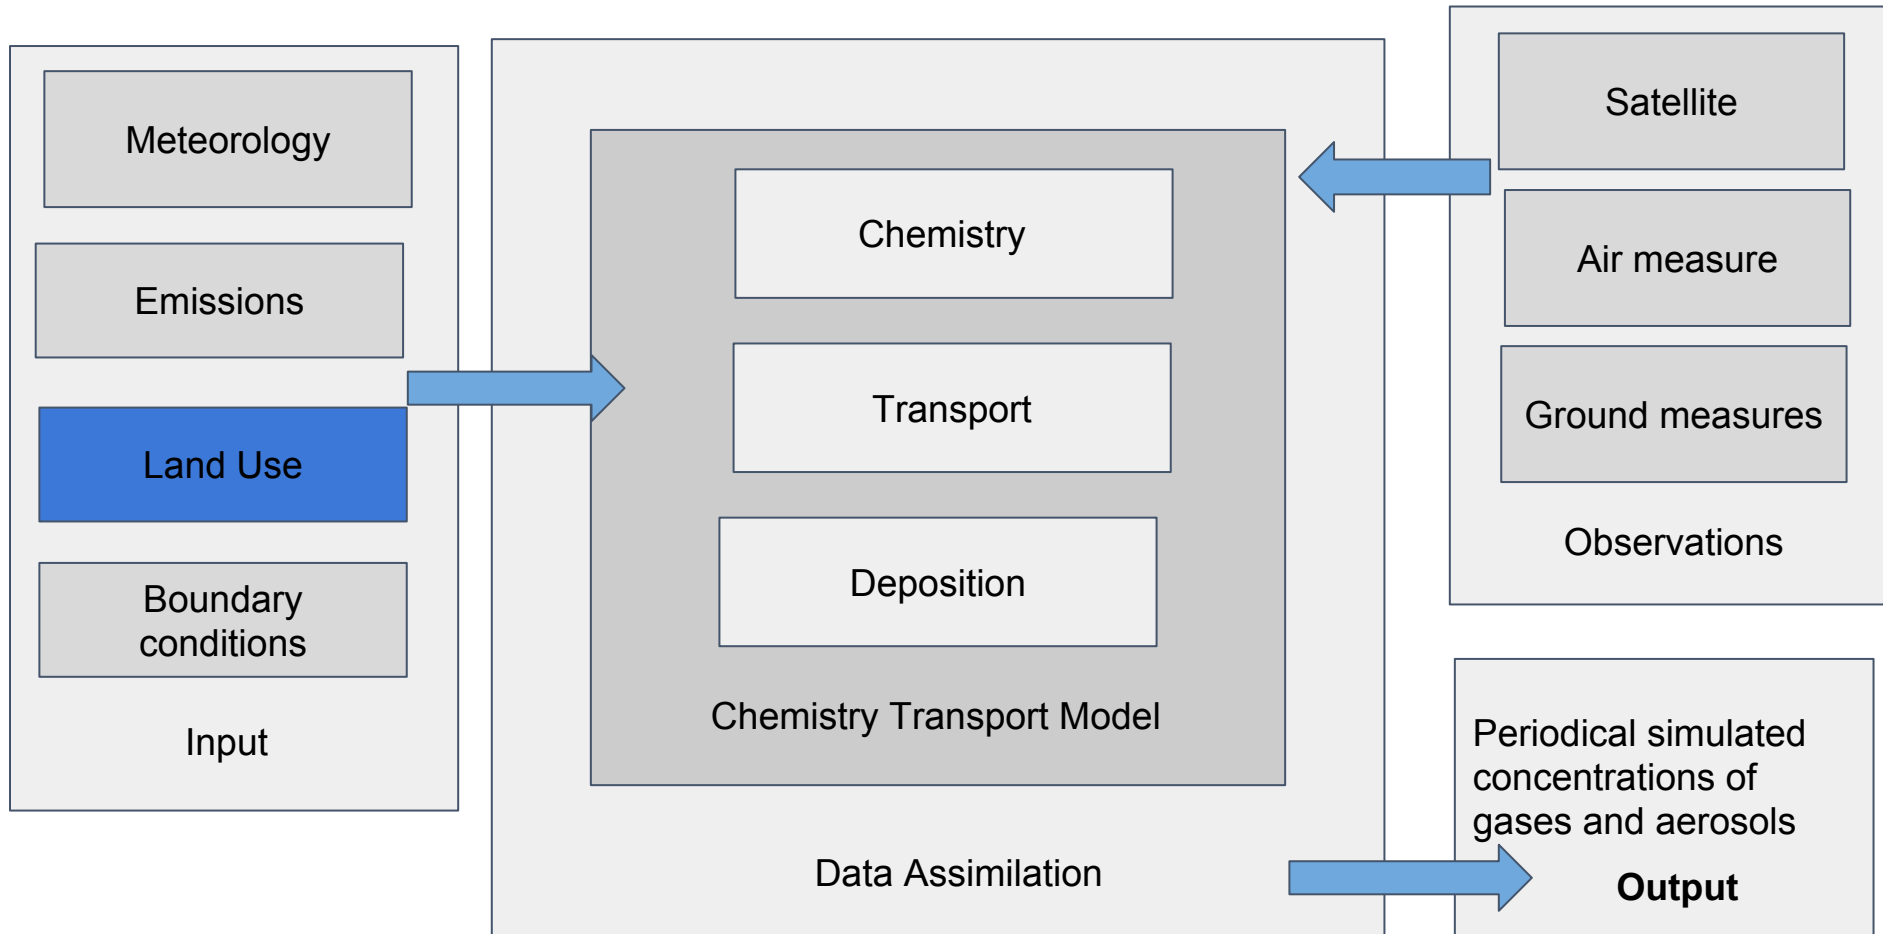 Meteorology
Emissions
Land Use
Boundary
conditions
Input
Chemistry
Transport
Deposition
Chemistry Transport Model
Data Assimilation
Satellite
Air measure
Ground measures
Observations
Periodical simulated
concentrations of
gases and aerosols
Output